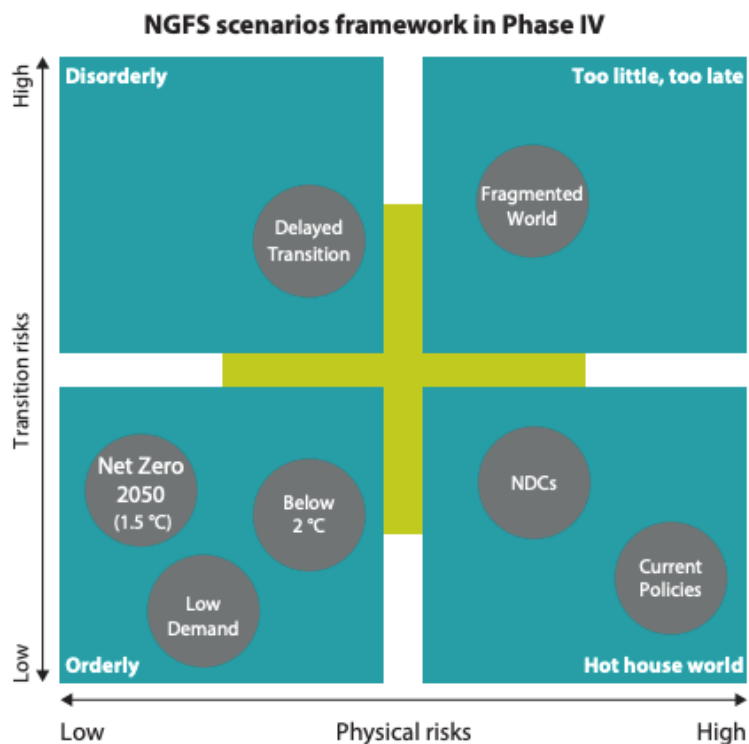 NGFS scenarios framework in Phase IV
High
Disorderly
Too little, too late
Fragmented
World
Delayed
Transition
Transition risks
Net Zero
2050
(1.5 °C)
Below
2 °C
NDCs
Low
Demand
Current
Policies
Low
Orderly
Hot house world
Low
Physical risks
High